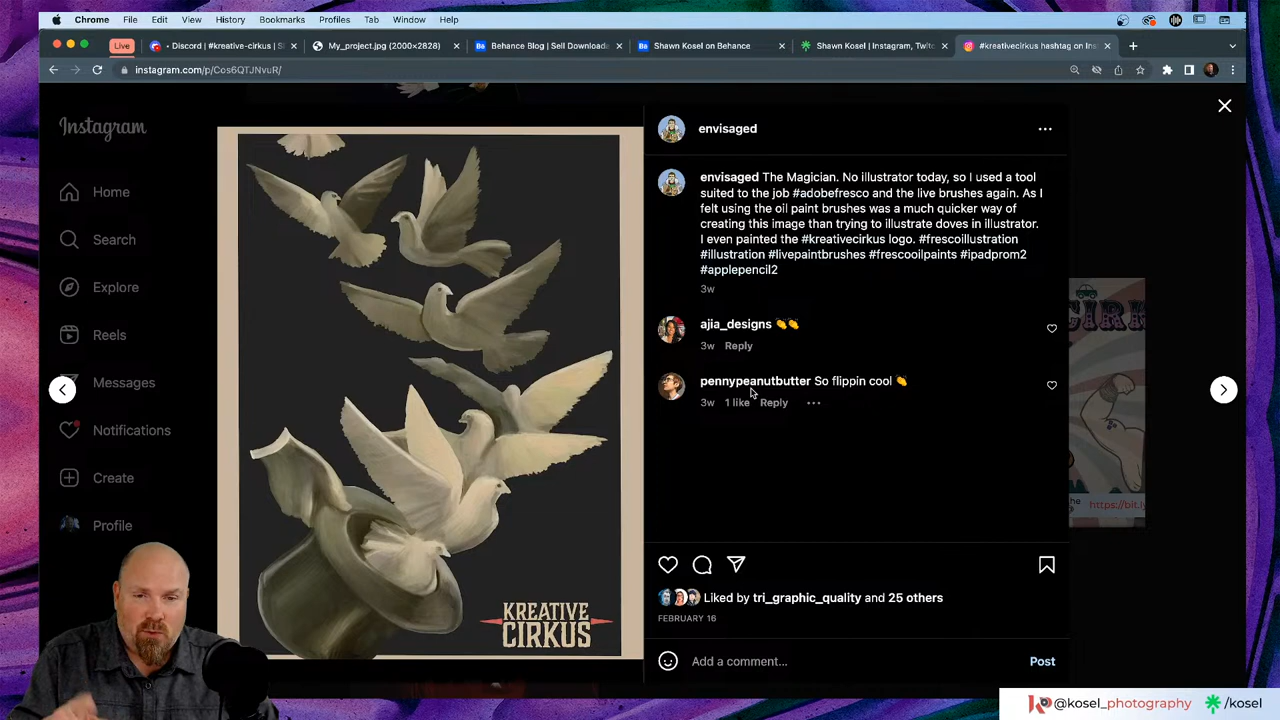 Chrome File Edit View History Bookmarks Profiles Tab Window Help
Live
• Discord | #kreative-cirkus | S
My_project.jpg (2000×2828)
Behance Blog | Sell Downloada
Shawn Kosel on Behance
Shawn Kosel | Instagram, Twitc
#kreativecirkus hashtag on Ins
instagram.com/p/Cos6QTJNvuR/
Instagram
Home
Search
Explore
Reels
Messages
Notifications
Create
Profile
KREATIVE
CIRKUS
envisaged
envisaged The Magician. No illustrator today, so I used a tool
suited to the job #adobefresco and the live brushes again. As I
felt using the oil paint brushes was a much quicker way of
creating this image than trying to illustrate doves in illustrator.
I even painted the #kreativecirkus logo. #frescoillustration
#illustration #livepaintbrushes #frescooilpaints #ipadprom2
#applepencil2
3w
ajia_designs 👏👏
3w Reply
pennypeanutbutter So flippin cool 👏
3w 1 like Reply
Liked by tri_graphic_quality and 25 others
FEBRUARY 16
Add a comment...
Post
https://bit.ly
@kosel_photography
/kosel